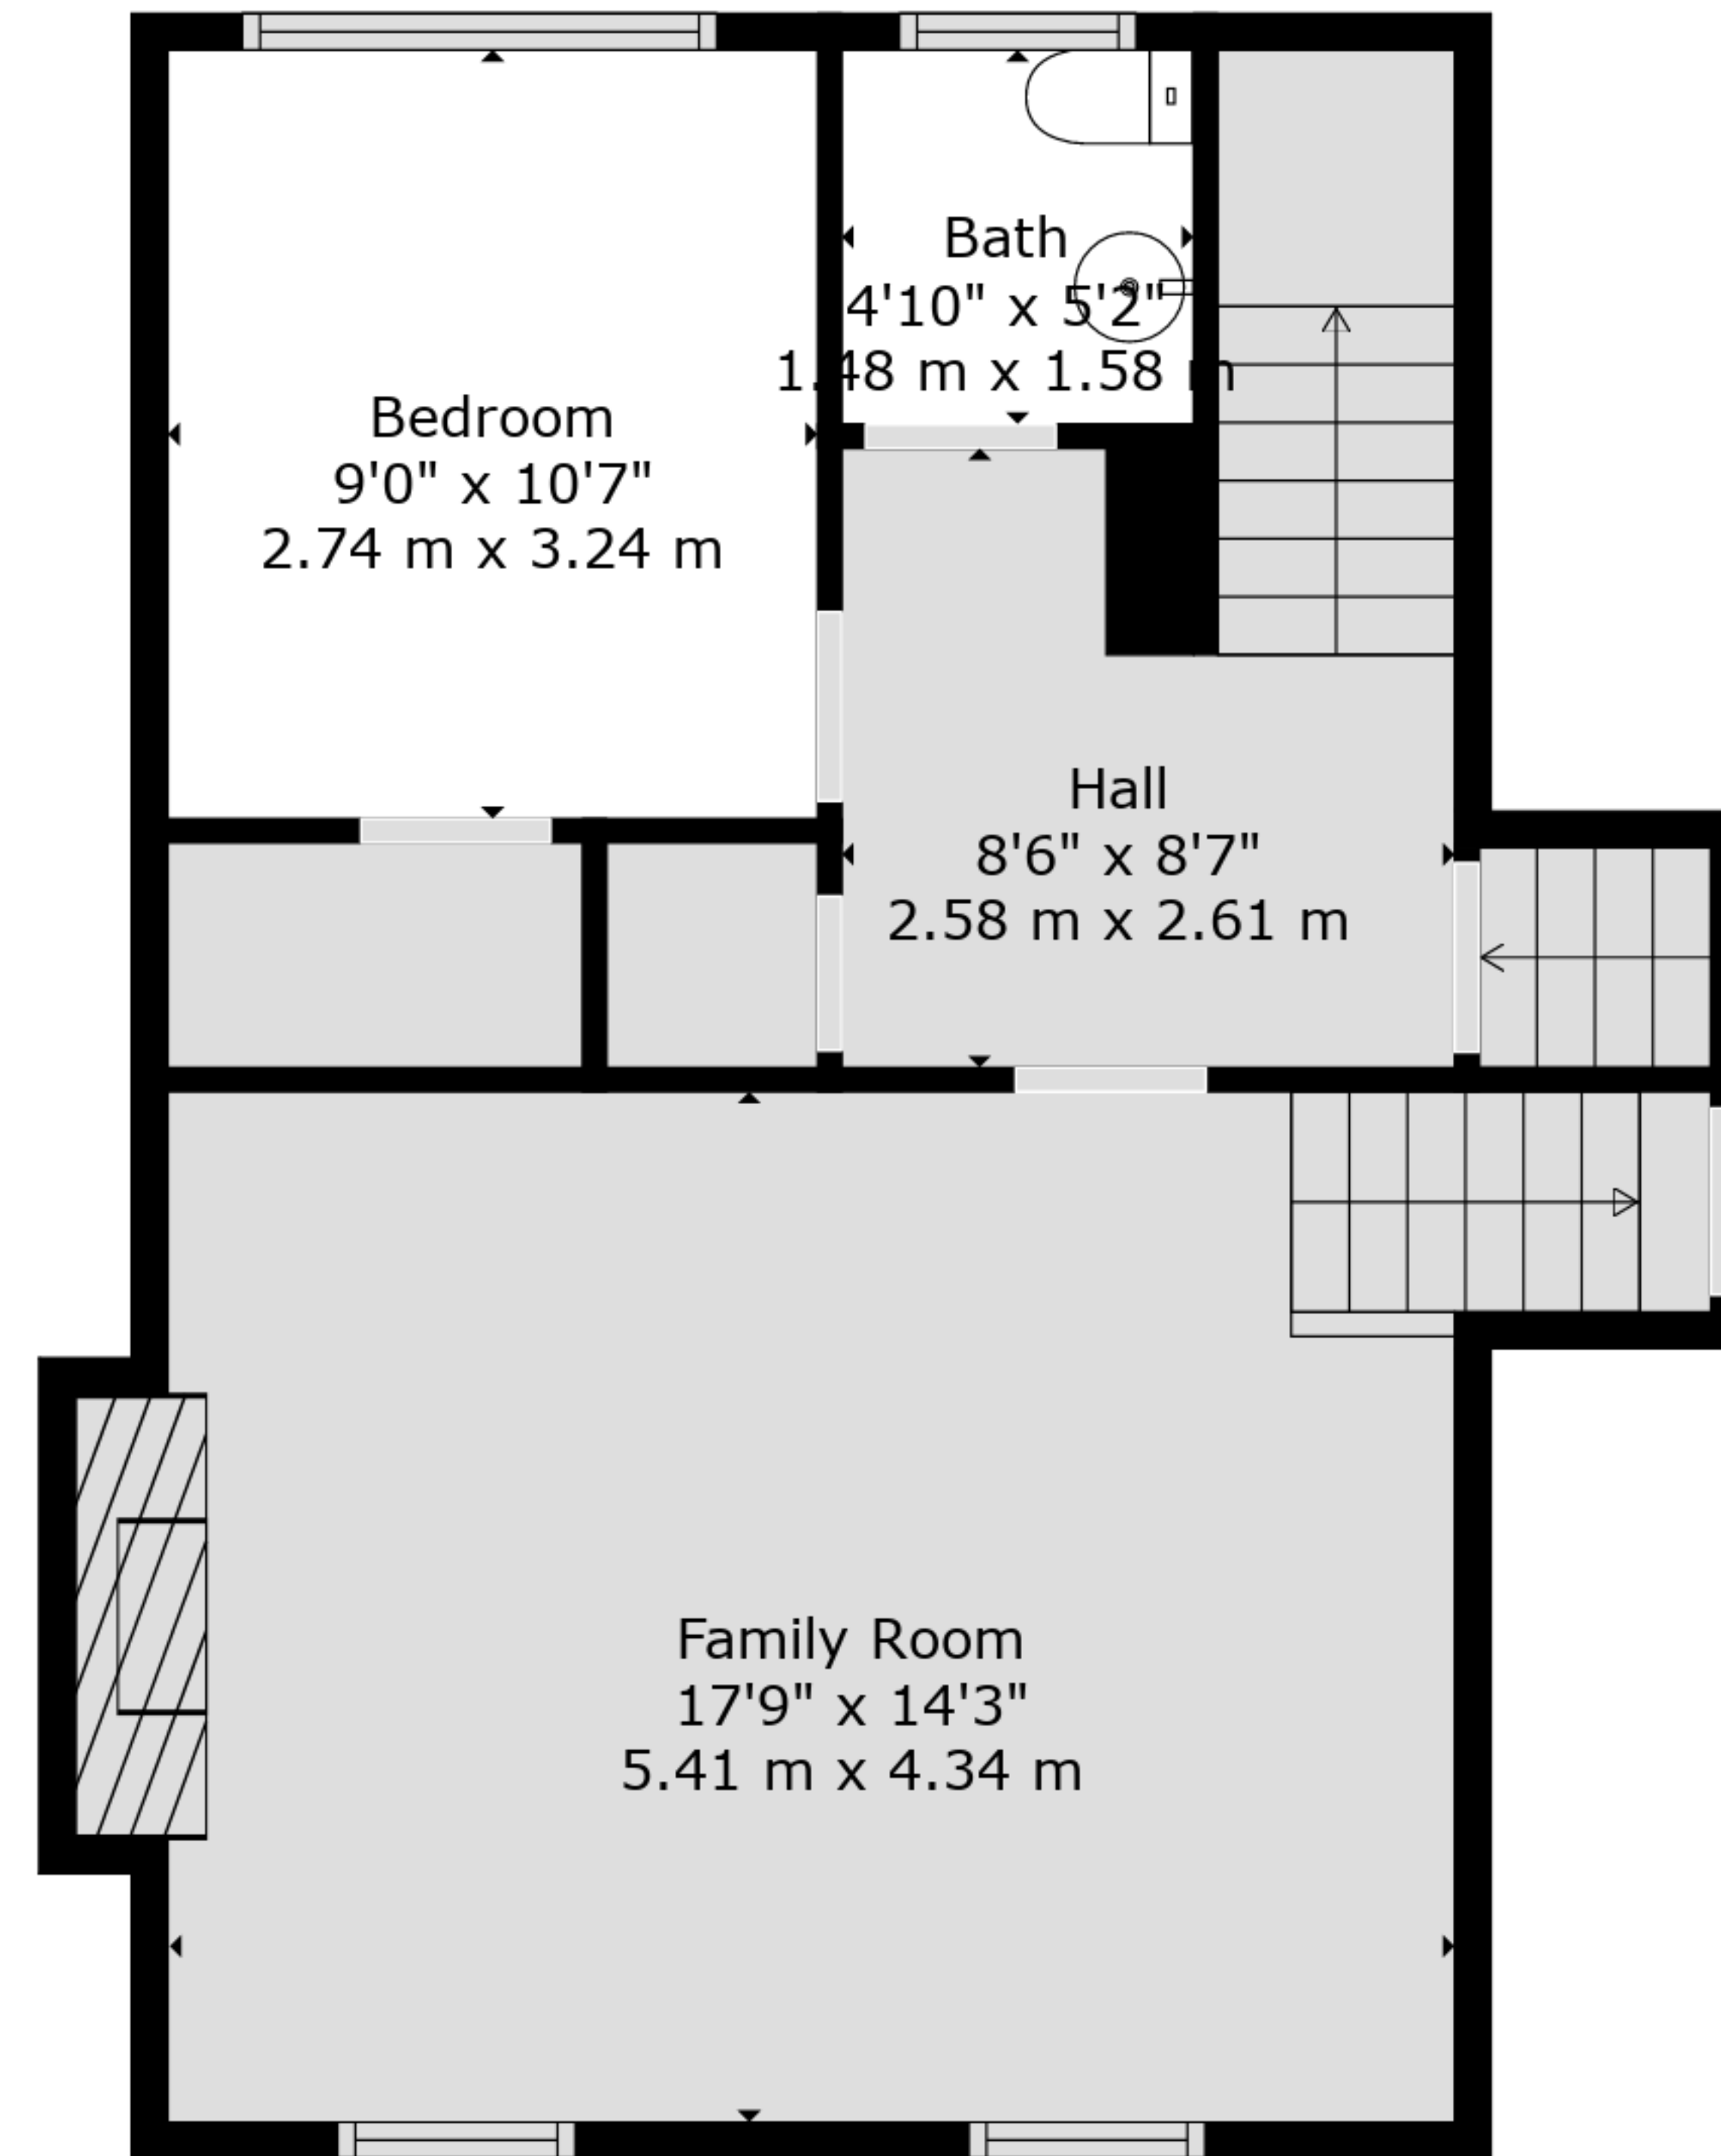 Bath
4'10" x 5'2"
1.48 m x 1.58 m
Bedroom
9'0" x 10'7"
2.74 m x 3.24 m
Hall
8'6" x 8'7"
2.58 m x 2.61 m
Family Room
17'9" x 14'3"
5.41 m x 4.34 m